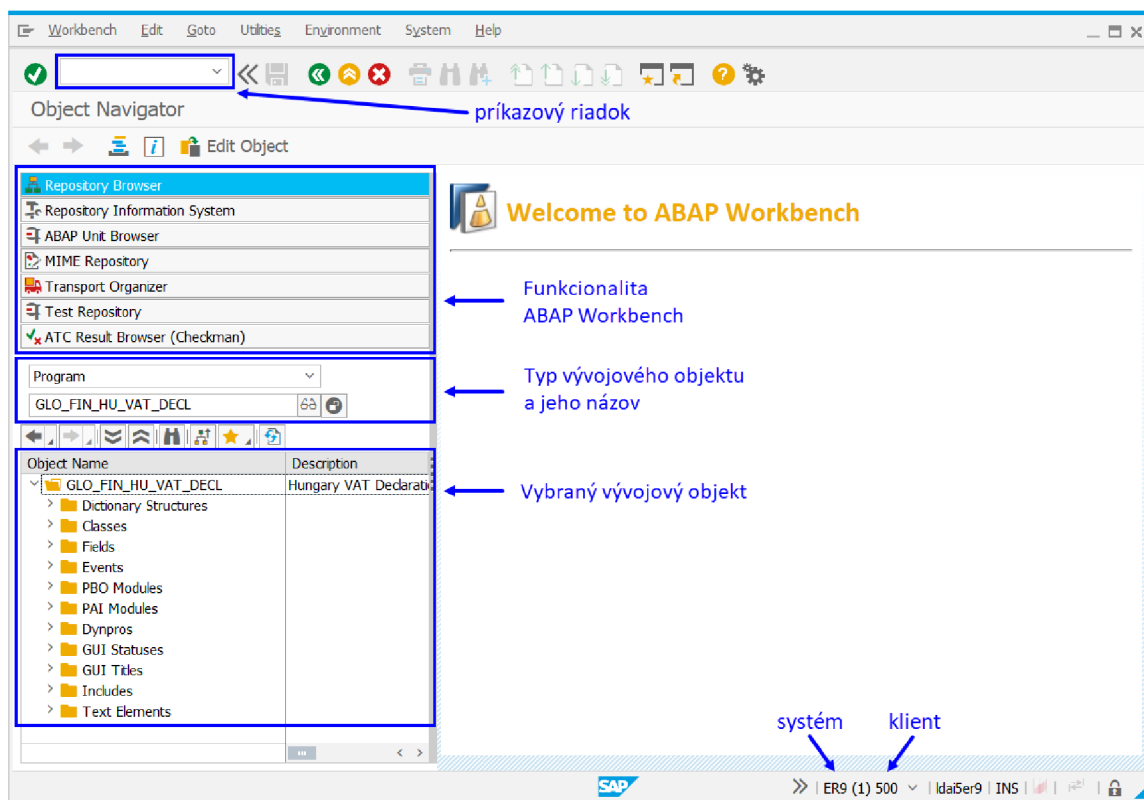 Workbench Edit Goto Utilities Environment System Help
Object Navigator
príkazový riadok
Edit Object
Repository Browser
Repository Information System
ABAP Unit Browser
MIME Repository
Transport Organizer
Test Repository
ATC Result Browser (Checkman)
Welcome to ABAP Workbench
Funkcionalita
ABAP Workbench
Program
GLO_FIN_HU_VAT_DECL
Typ vývojového objektu
a jeho názov
Object Name Description
GLO_FIN_HU_VAT_DECL Hungary VAT Declarati
Dictionary Structures
Classes
Fields
Events
PBO Modules
PAI Modules
Dynpros
GUI Statuses
GUI Titles
Includes
Text Elements
Vybraný vývojový objekt
systém klient
SAP
ER9 (1) 500 ldai5er9 INS